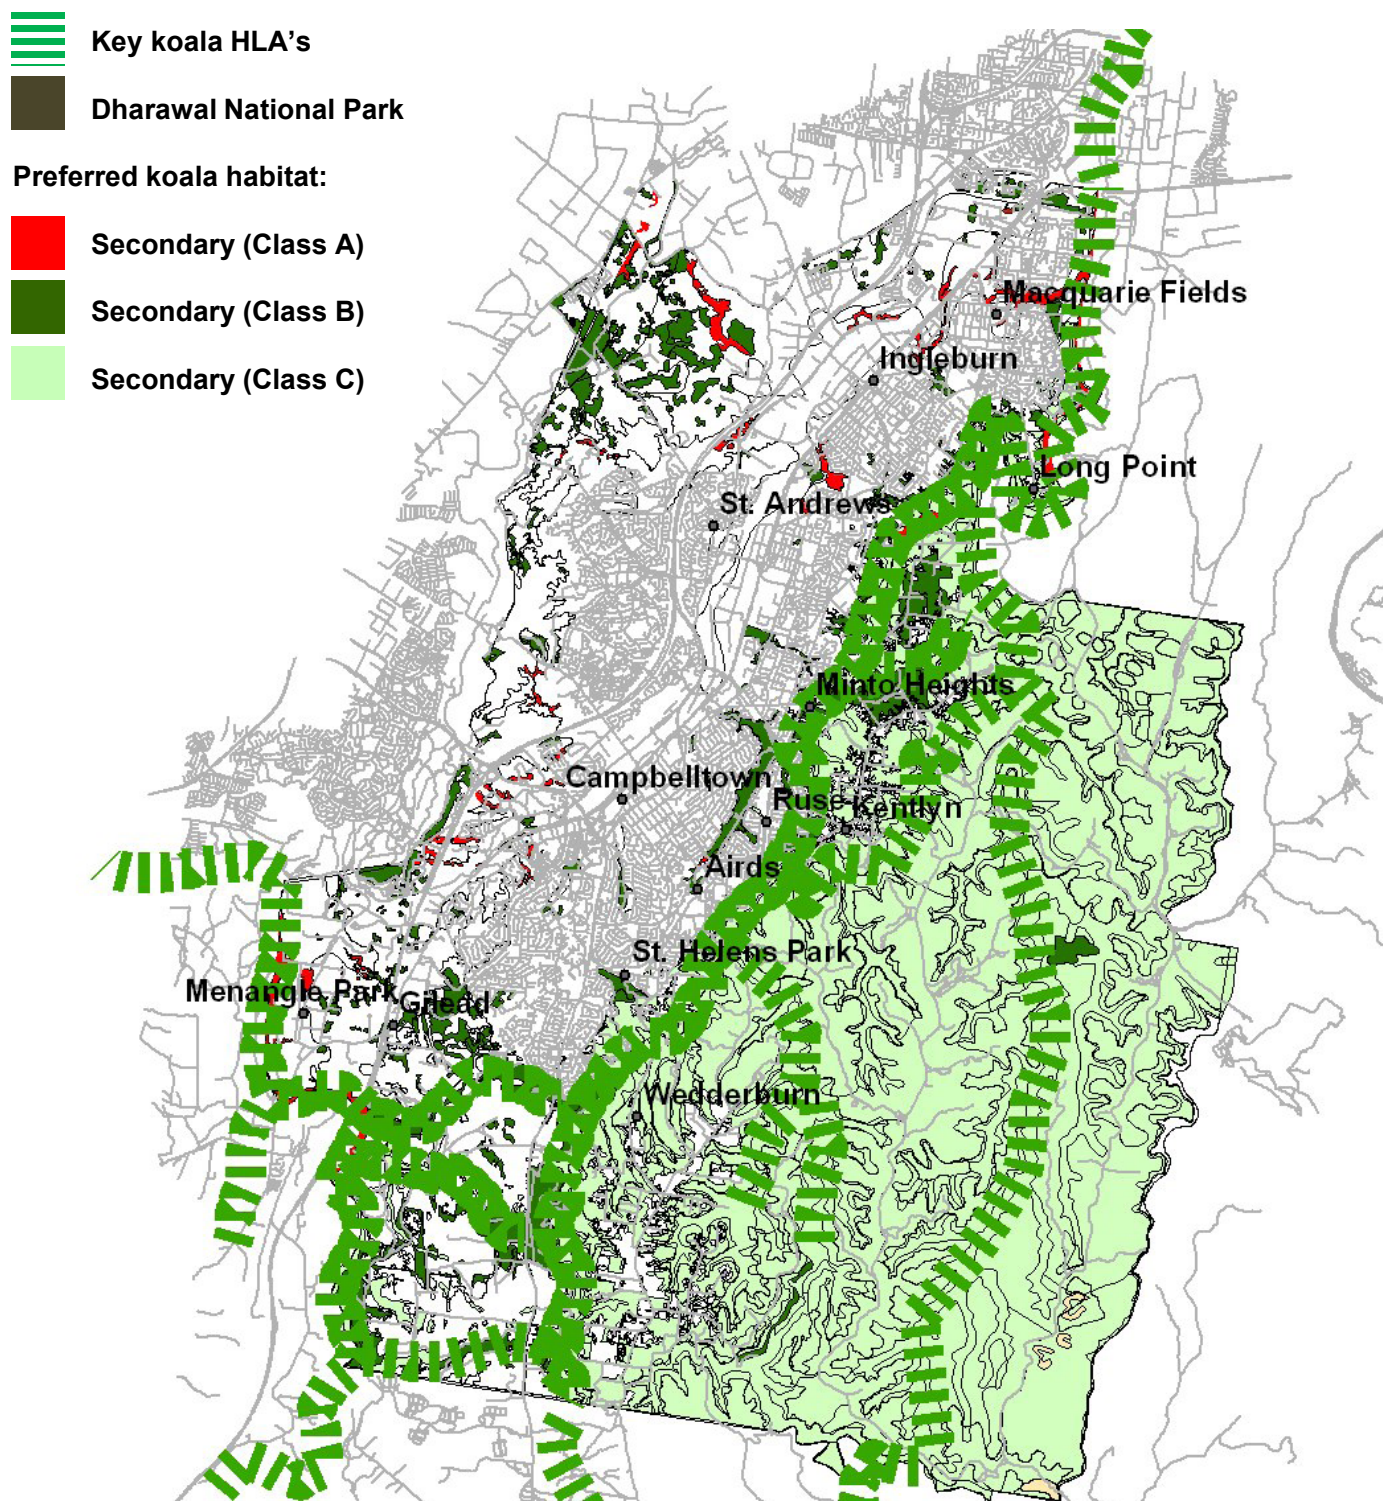 Key koala HLA's
Dharawal National Park
Preferred koala habitat:
Secondary (Class A)
Secondary (Class B)
Secondary (Class C)
Macquarie Fields
Ingleburn
Long Point
St. Andrews
Minto Heights
Campbelltown
Ruse
Kentlyn
Airds
St. Helens Park
Menangle Park
Gilead
Wedderburn